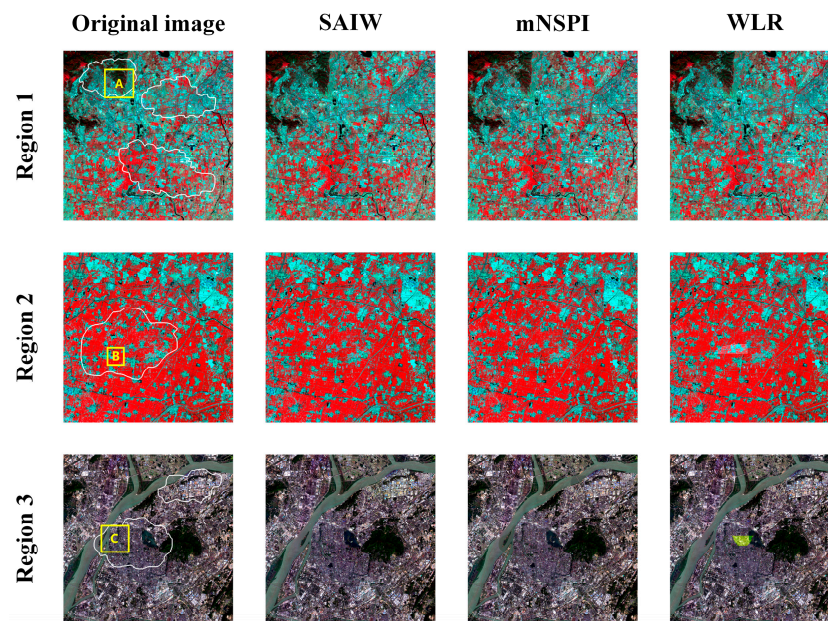 Original image SAIW mNSPI WLR
Region 1
A
Region 2
B
Region 3
C